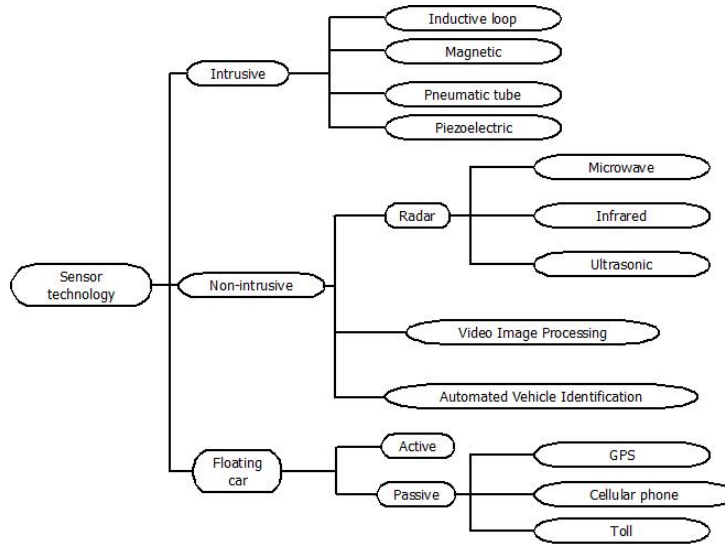 Inductive loop
Magnetic
Intrusive
Pneumatic tube
Piezoelectric
Microwave
Radar
Infrared
Ultrasonic
Sensor
technology
Non-intrusive
Video Image Processing
Automated Vehicle Identification
Floating
car
Active
GPS
Passive
Cellular phone
Toll